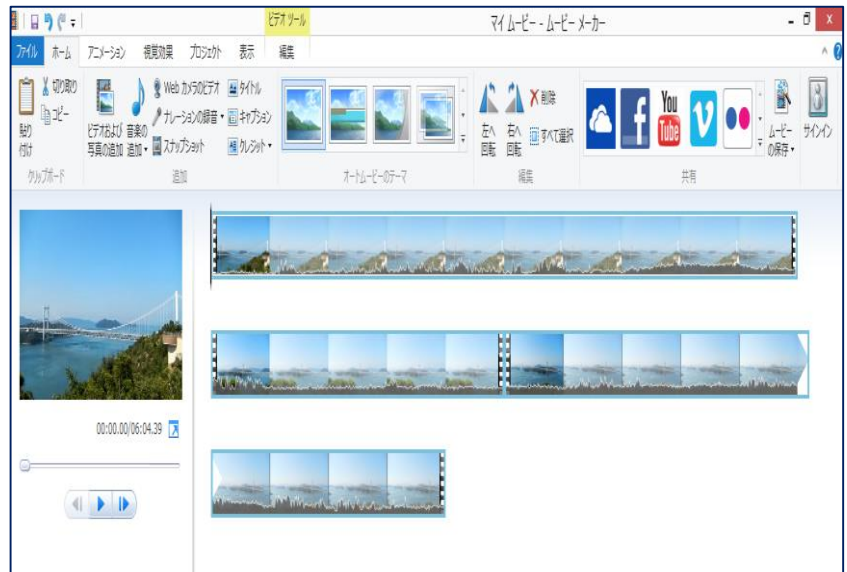 ビデオ ツール
マイ ムービー - ムービー メーカー
ファイル ホーム アニメーション 視覚効果 プロジェクト 表示 編集
貼り付け
切り取り
コピー
クリップボード
ビデオおよび写真の追加
音楽の追加
Web カメラのビデオ
ナレーションの録音
スナップショット
タイトル
キャプション
クレジット
追加
オートムービーのテーマ
左へ回転
右へ回転
削除
すべて選択
編集
You
Tube
共有
ムービーの保存
サインイン
00:00.00/06:04.39